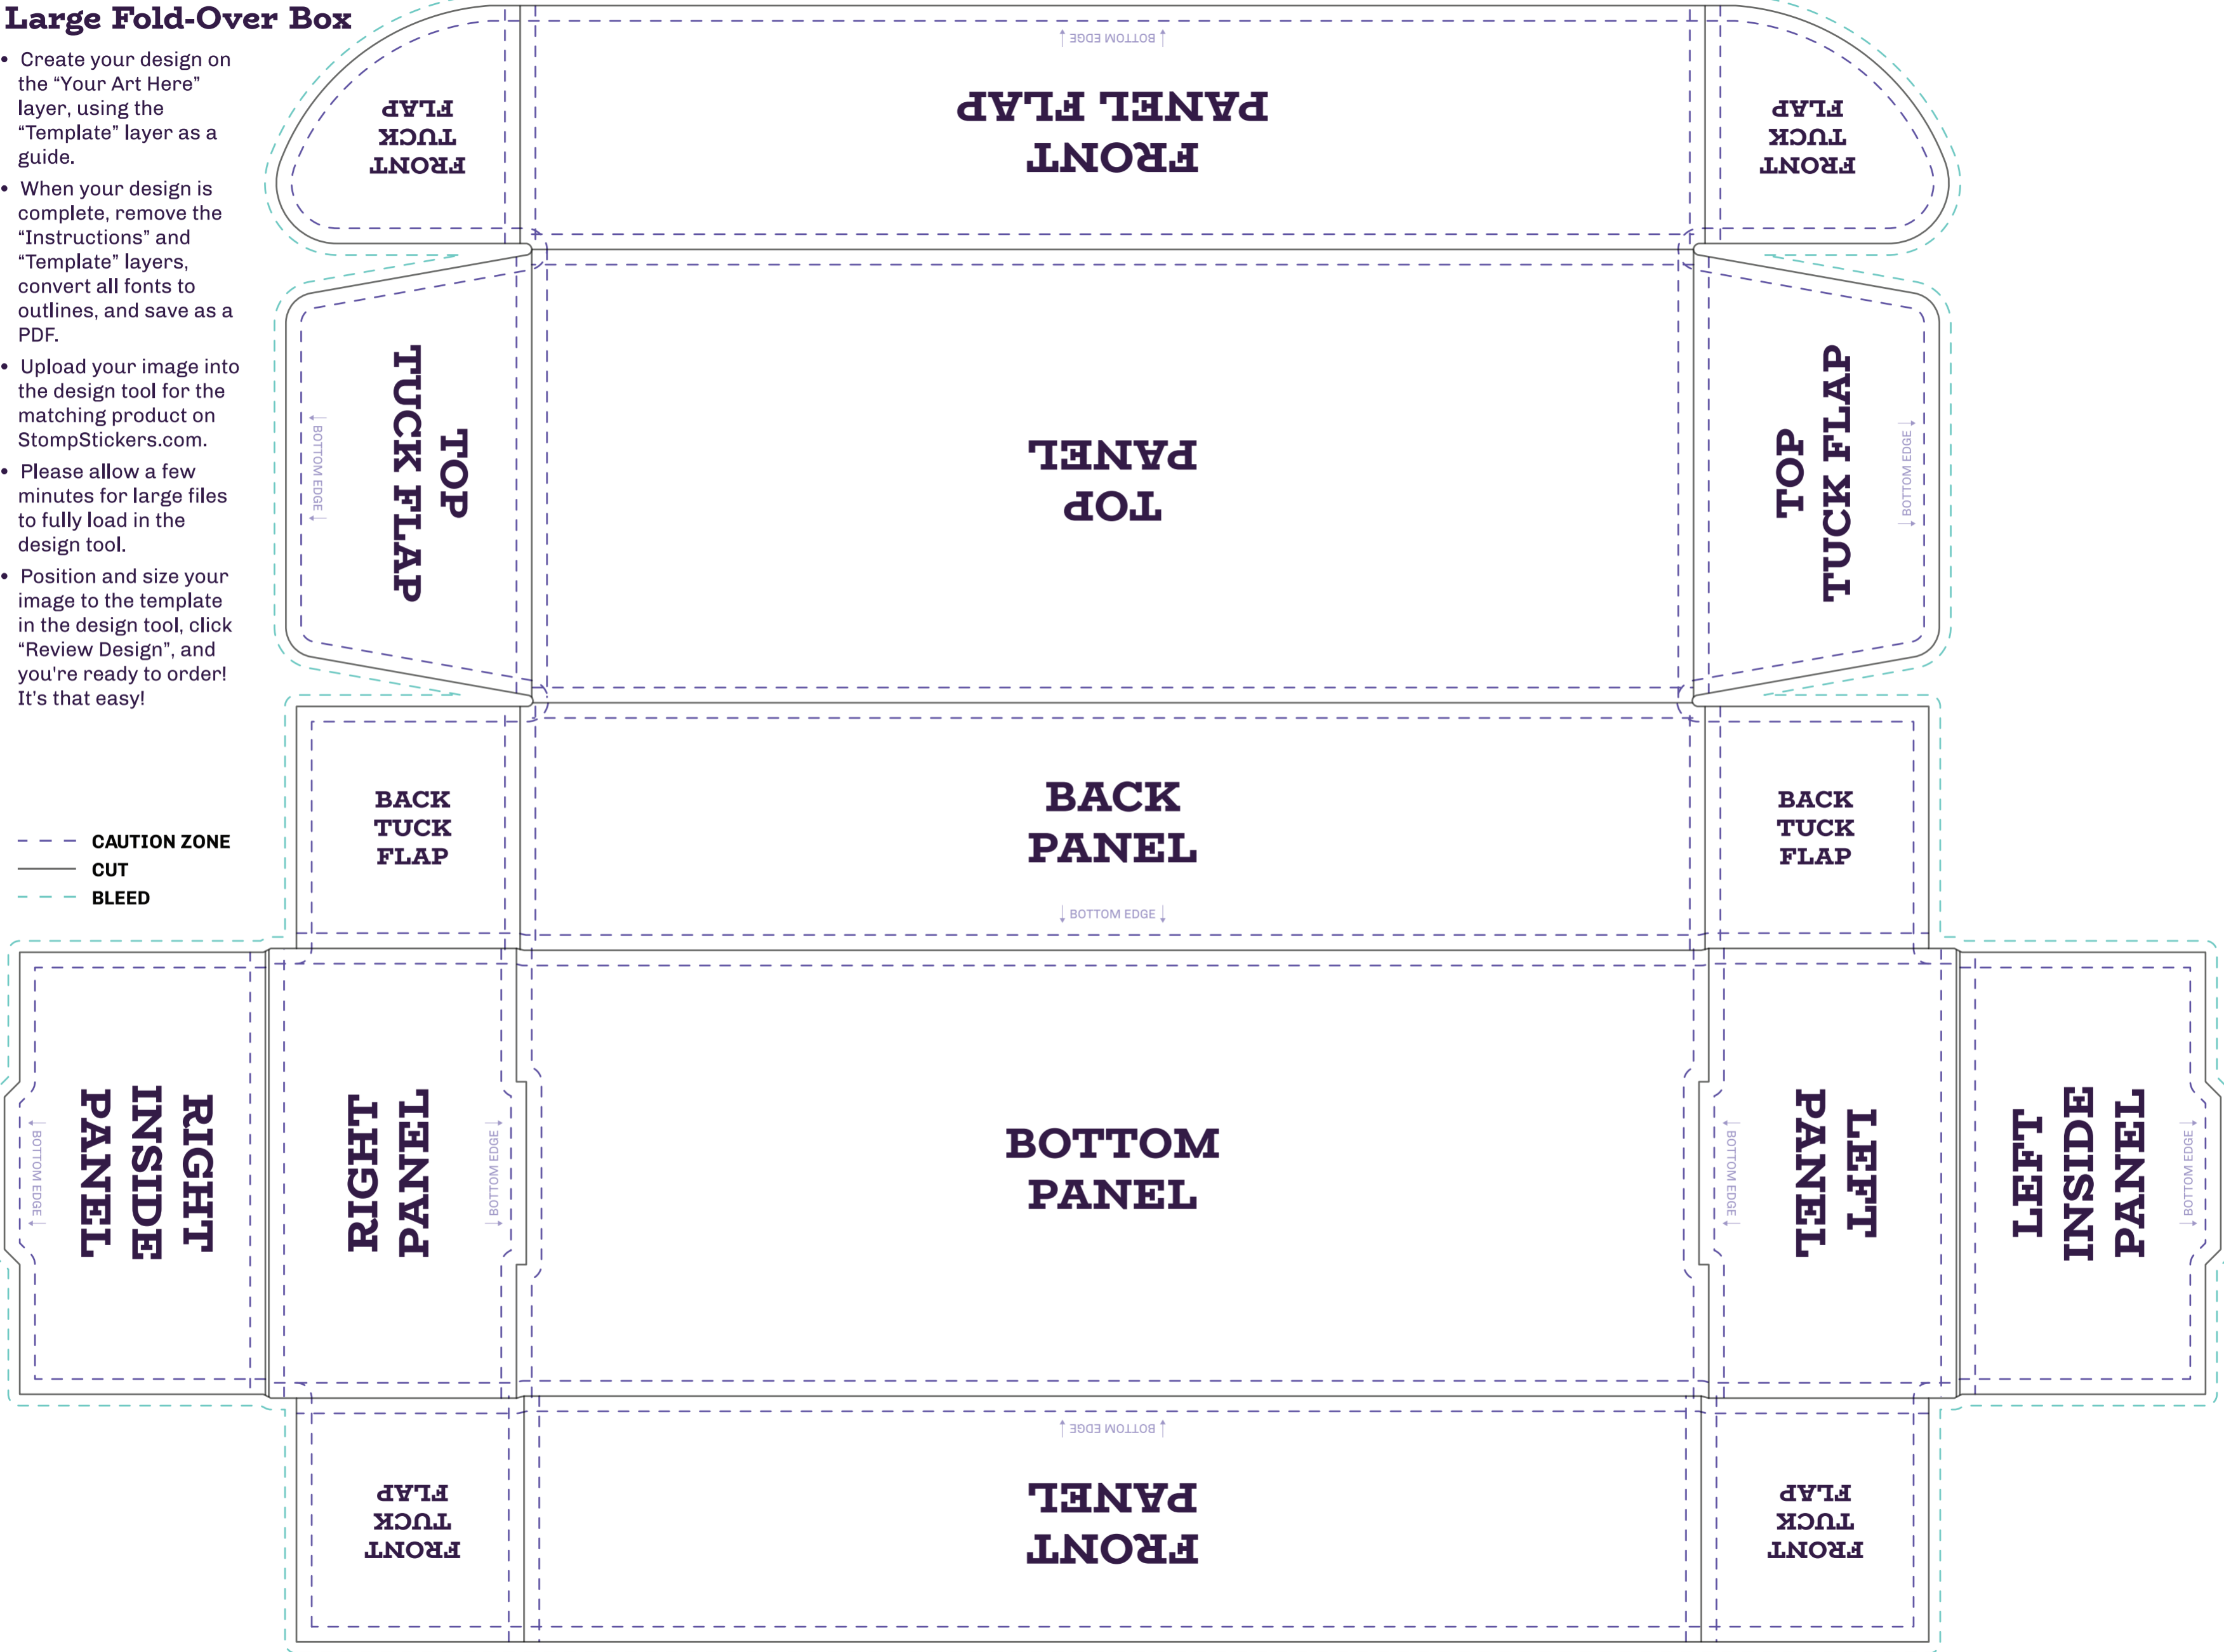 Large Fold-Over Box
• Create your design on
the “Your Art Here”
layer, using the
“Template” layer as a
guide.
• When your design is
complete, remove the
“Instructions” and
“Template” layers,
convert all fonts to
outlines, and save as a
PDF.
• Upload your image into
the design tool for the
matching product on
StompStickers.com.
• Please allow a few
minutes for large files
to fully load in the
design tool.
• Position and size your
image to the template
in the design tool, click
“Review Design”, and
you're ready to order!
It’s that easy!
CAUTION ZONE
CUT
BLEED
FRONT
TUCK
FLAP
BOTTOM EDGE
FRONT
PANEL FLAP
FRONT
TUCK
FLAP
TOP
TUCK FLAP
BOTTOM EDGE
TOP
PANEL
TOP
TUCK FLAP
BOTTOM EDGE
BACK
TUCK
FLAP
BACK
PANEL
BOTTOM EDGE
BACK
TUCK
FLAP
RIGHT
INSIDE
PANEL
BOTTOM EDGE
RIGHT
PANEL
BOTTOM EDGE
BOTTOM
PANEL
LEFT
PANEL
BOTTOM EDGE
LEFT
INSIDE
PANEL
BOTTOM EDGE
FRONT
TUCK
FLAP
BOTTOM EDGE
FRONT
PANEL
FRONT
TUCK
FLAP